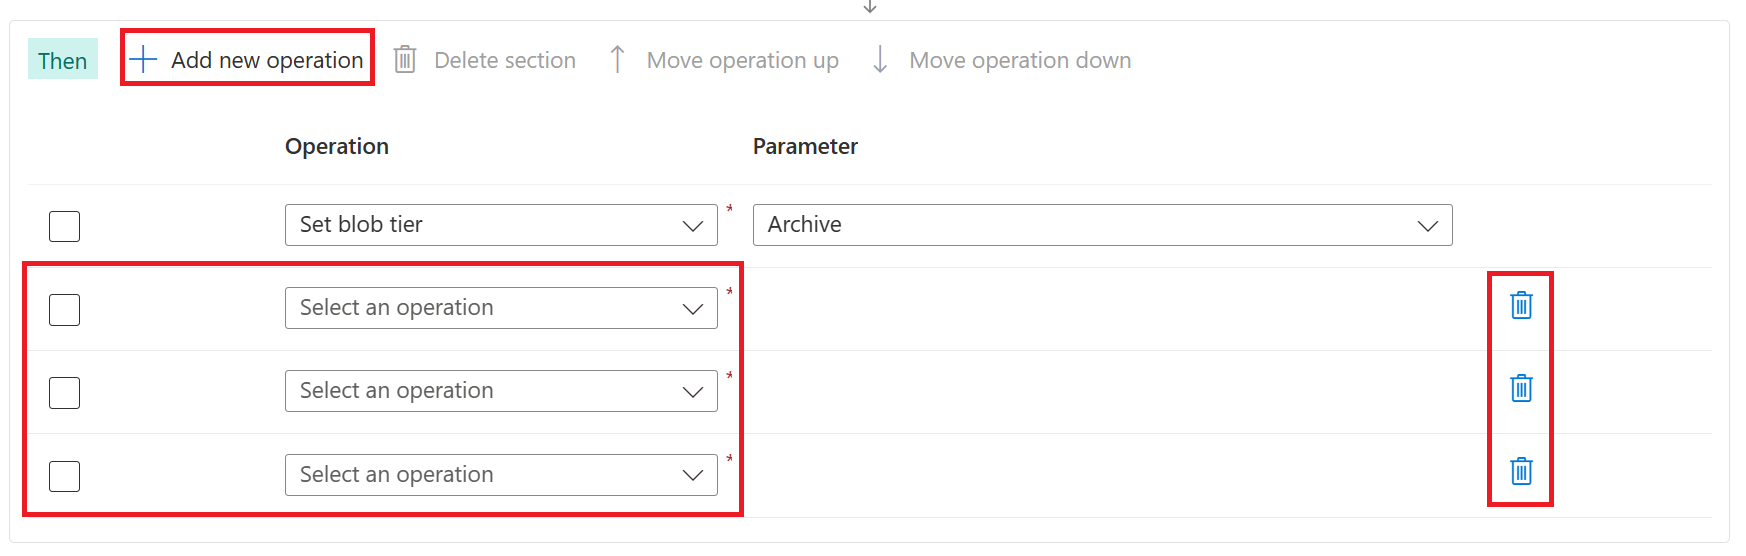 Then Add new operation Delete section Move operation up Move operation down
Operation Parameter
Set blob tier * Archive
Select an operation *
Select an operation *
Select an operation *